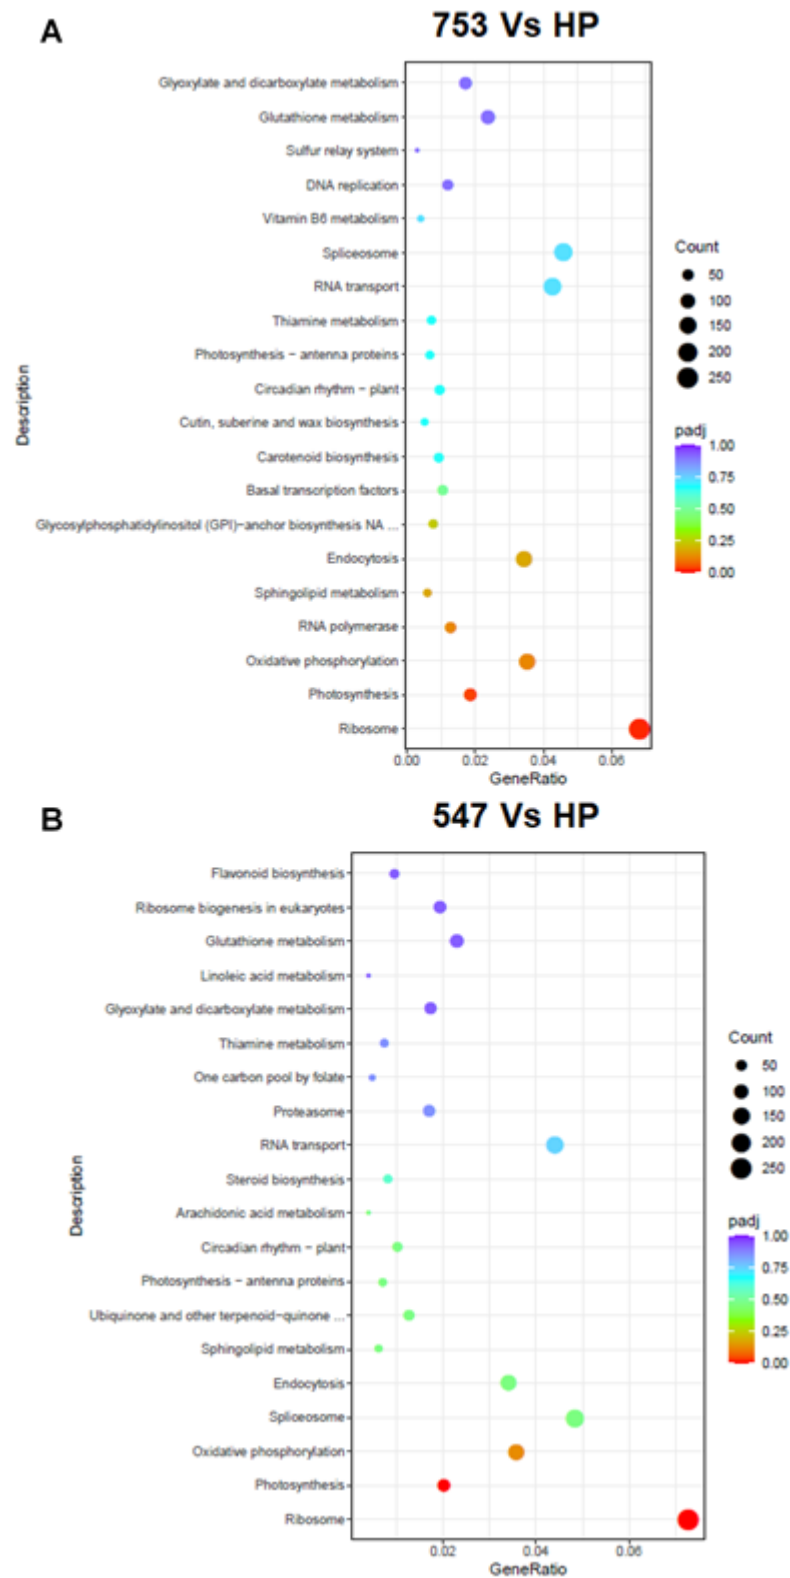 A
753 Vs HP
Glyoxylate and dicarboxylate metabolism
Glutathione metabolism
Sulfur relay system
DNA replication
Vitamin B6 metabolism
Spliceosome
RNA transport
Thiamine metabolism
Photosynthesis − antenna proteins
Circadian rhythm − plant
Cutin, suberine and wax biosynthesis
Carotenoid biosynthesis
Basal transcription factors
Glycosylphosphatidylinositol (GPI)−anchor biosynthesis NA ...
Endocytosis
Sphingolipid metabolism
RNA polymerase
Oxidative phosphorylation
Photosynthesis
Ribosome
Description
0.00 0.02 0.04 0.06
GeneRatio
Count
50
100
150
200
250
padj
1.00
0.75
0.50
0.25
0.00
B
547 Vs HP
Flavonoid biosynthesis
Ribosome biogenesis in eukaryotes
Glutathione metabolism
Linoleic acid metabolism
Glyoxylate and dicarboxylate metabolism
Thiamine metabolism
One carbon pool by folate
Proteasome
RNA transport
Steroid biosynthesis
Arachidonic acid metabolism
Circadian rhythm − plant
Photosynthesis − antenna proteins
Ubiquinone and other terpenoid−quinone ...
Sphingolipid metabolism
Endocytosis
Spliceosome
Oxidative phosphorylation
Photosynthesis
Ribosome
Description
0.02 0.04 0.06
GeneRatio
Count
50
100
150
200
250
padj
1.00
0.75
0.50
0.25
0.00